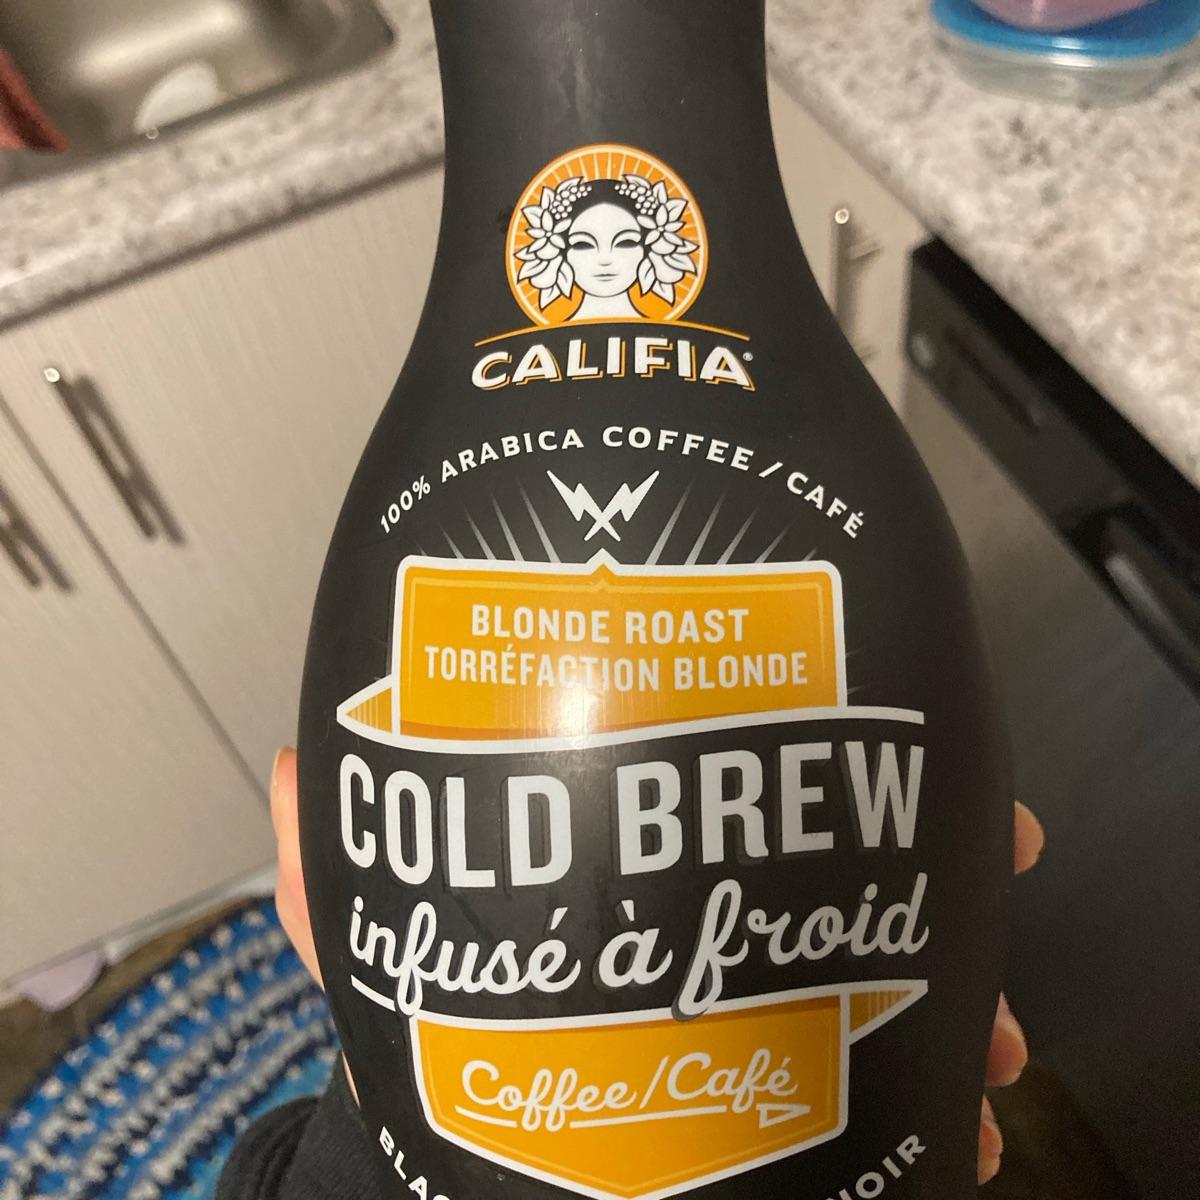 CALIFIA®
100% ARABICA COFFEE / CAFÉ
BLONDE ROAST
TORRÉFACTION BLONDE
COLD BREW
infusé à froid
Coffee/Café